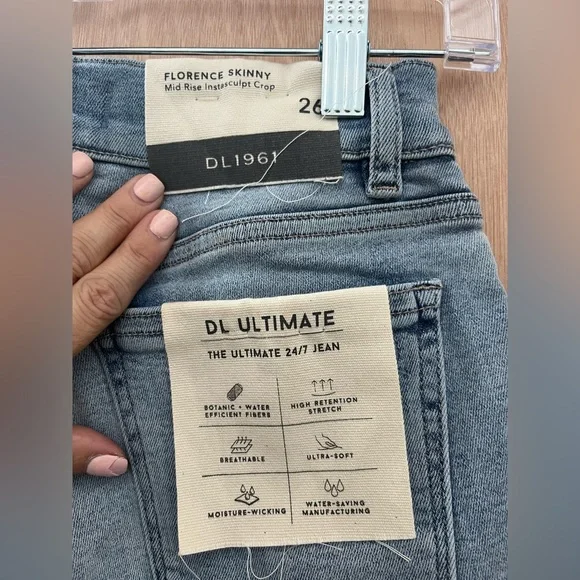 FLORENCE SKINNY
Mid Rise Instasculpt Crop
26
DL1961
DL ULTIMATE
THE ULTIMATE 24/7 JEAN
BOTANIC + WATER
EFFICIENT FIBERS
HIGH RETENTION
STRETCH
BREATHABLE
ULTRA-SOFT
MOISTURE-WICKING
WATER-SAVING
MANUFACTURING